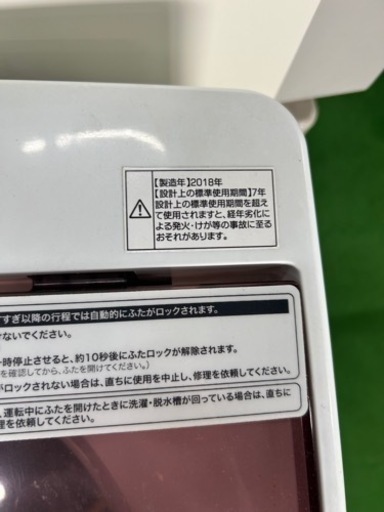 【製造年】2018年
【設計上の標準使用期間】7年
設計上の標準使用期間を超え
て使用されますと、経年劣化に
よる発火・けが等の事故に至る
おそれがあります。
すすぎ以降の行程では自動的にふたがロックされます。
けないでください。
一時停止させると、約10秒後にふたロックが解除されます。
を確認してから、ふたを開けてください。)
がロックされない場合は、直ちに使用を中止し、修理を依頼してください。
、運転中にふたを開けたときに洗濯・脱水槽が回っている場合は、直ちに
理を依頼してください。